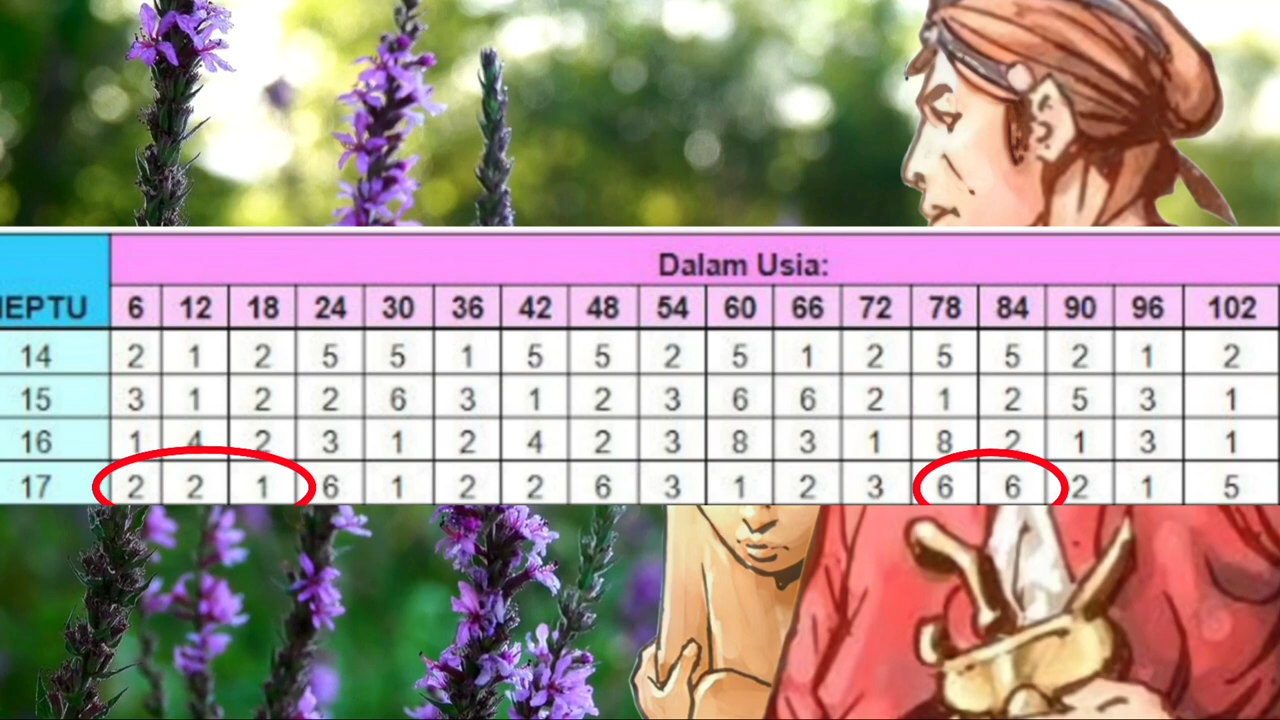 Dalam Usia:
NEPTU 6 12 18 24 30 36 42 48 54 60 66 72 78 84 90 96 102
14 2 1 2 5 5 1 5 5 2 5 1 2 5 5 2 1 2
15 3 1 2 2 6 3 1 2 3 6 6 2 1 2 5 3 1
16 1 4 2 3 1 2 4 2 3 8 3 1 8 2 1 3 1
17 2 2 1 6 1 2 2 6 3 1 2 3 6 6 2 1 5